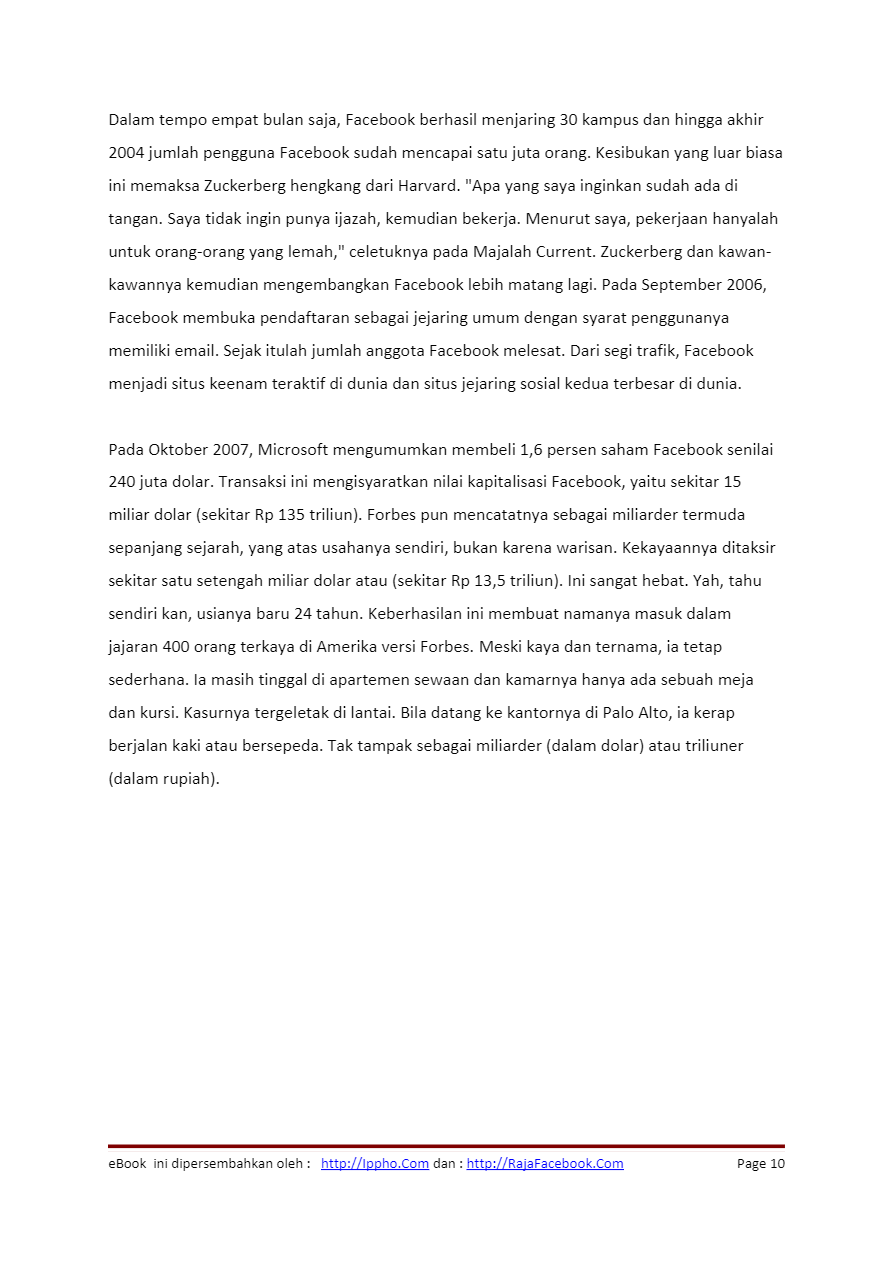 Dalam tempo empat bulan saja, Facebook berhasil menjaring 30 kampus dan hingga akhir
2004 jumlah pengguna Facebook sudah mencapai satu juta orang. Kesibukan yang luar biasa
ini memaksa Zuckerberg hengkang dari Harvard. "Apa yang saya inginkan sudah ada di
tangan. Saya tidak ingin punya ijazah, kemudian bekerja. Menurut saya, pekerjaan hanyalah
untuk orang-orang yang lemah," celetuknya pada Majalah Current. Zuckerberg dan kawan-
kawannya kemudian mengembangkan Facebook lebih matang lagi. Pada September 2006,
Facebook membuka pendaftaran sebagai jejaring umum dengan syarat penggunanya
memiliki email. Sejak itulah jumlah anggota Facebook melesat. Dari segi trafik, Facebook
menjadi situs keenam teraktif di dunia dan situs jejaring sosial kedua terbesar di dunia.
Pada Oktober 2007, Microsoft mengumumkan membeli 1,6 persen saham Facebook senilai
240 juta dolar. Transaksi ini mengisyaratkan nilai kapitalisasi Facebook, yaitu sekitar 15
miliar dolar (sekitar Rp 135 triliun). Forbes pun mencatatnya sebagai miliarder termuda
sepanjang sejarah, yang atas usahanya sendiri, bukan karena warisan. Kekayaannya ditaksir
sekitar satu setengah miliar dolar atau (sekitar Rp 13,5 triliun). Ini sangat hebat. Yah, tahu
sendiri kan, usianya baru 24 tahun. Keberhasilan ini membuat namanya masuk dalam
jajaran 400 orang terkaya di Amerika versi Forbes. Meski kaya dan ternama, ia tetap
sederhana. Ia masih tinggal di apartemen sewaan dan kamarnya hanya ada sebuah meja
dan kursi. Kasurnya tergeletak di lantai. Bila datang ke kantornya di Palo Alto, ia kerap
berjalan kaki atau bersepeda. Tak tampak sebagai miliarder (dalam dolar) atau triliuner
(dalam rupiah).
eBook  ini dipersembahkan oleh :   http://Ippho.Com dan : http://RajaFacebook.Com Page 10